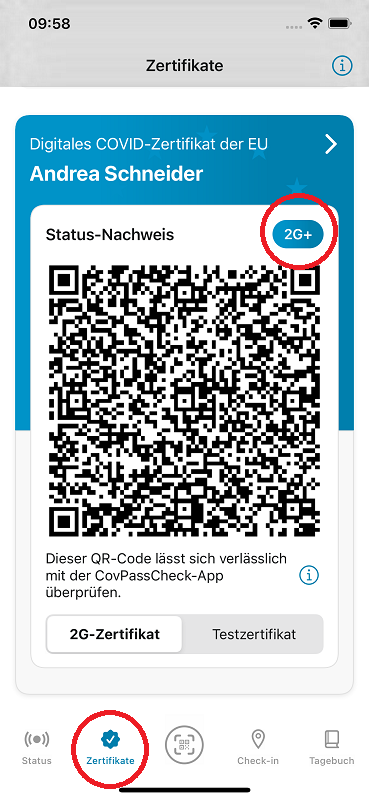 09:58
Zertifikate
Digitales COVID-Zertifikat der EU
Andrea Schneider
Status-Nachweis
2G+
Dieser QR-Code lässt sich verlässlich
mit der CovPassCheck-App
überprüfen.
2G-Zertifikat
Testzertifikat
Status
Zertifikate
Check-in
Tagebuch